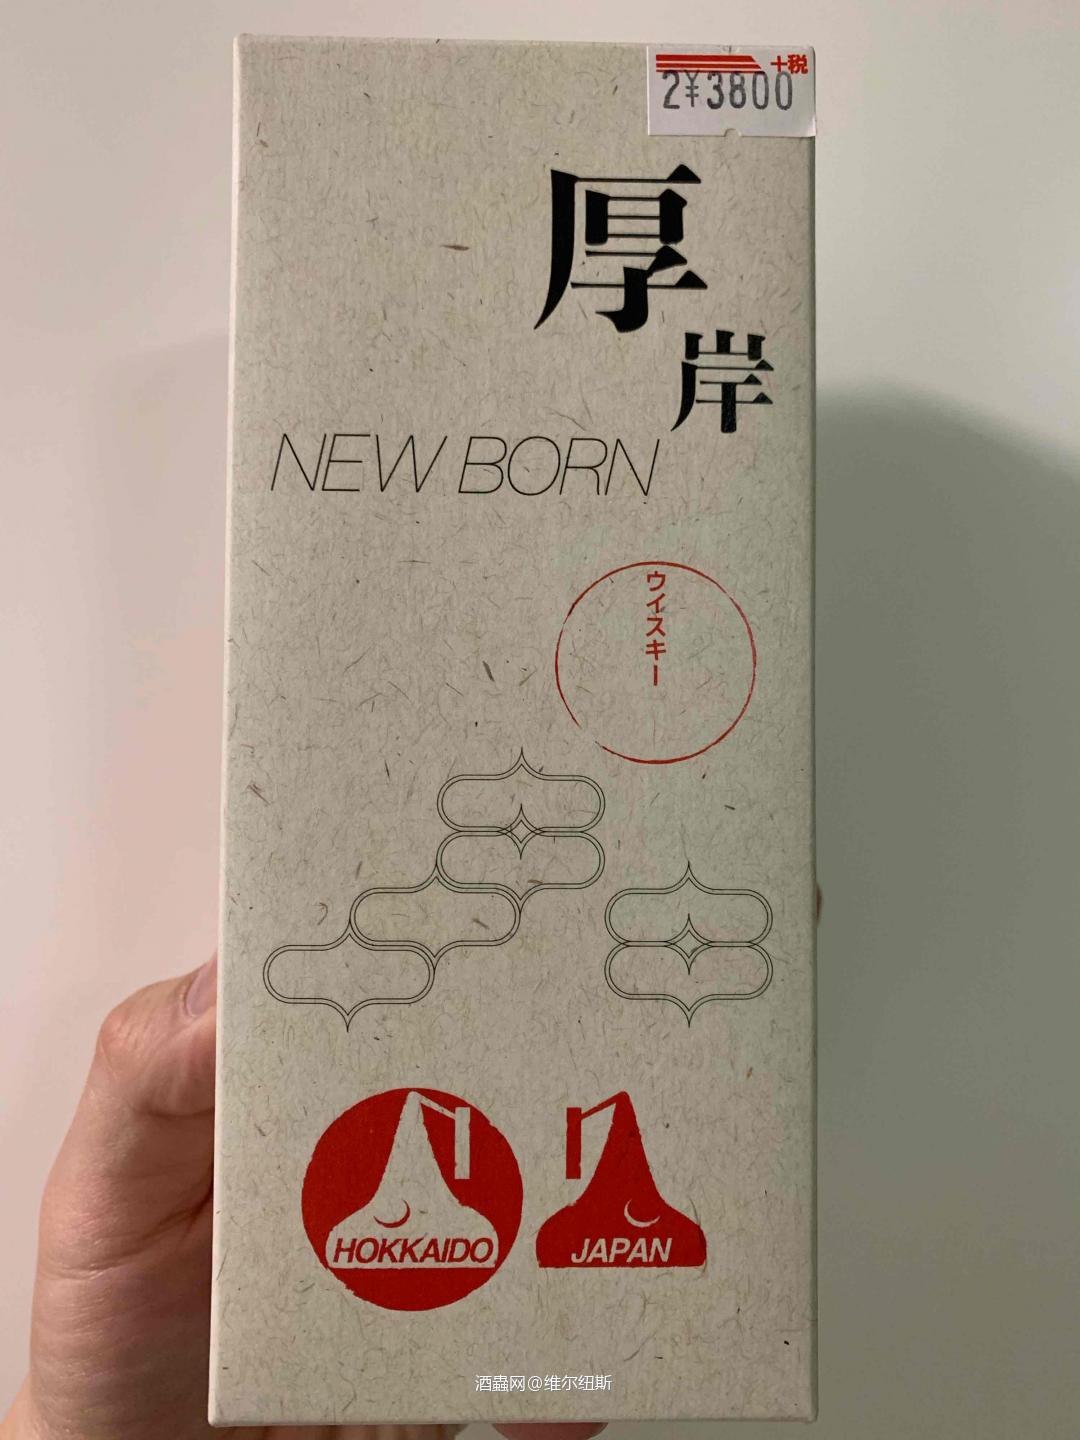 +税
2¥3800
厚岸
NEW BORN
ウイスキー
HOKKAIDO
JAPAN
酒蟲网@维尔纽斯